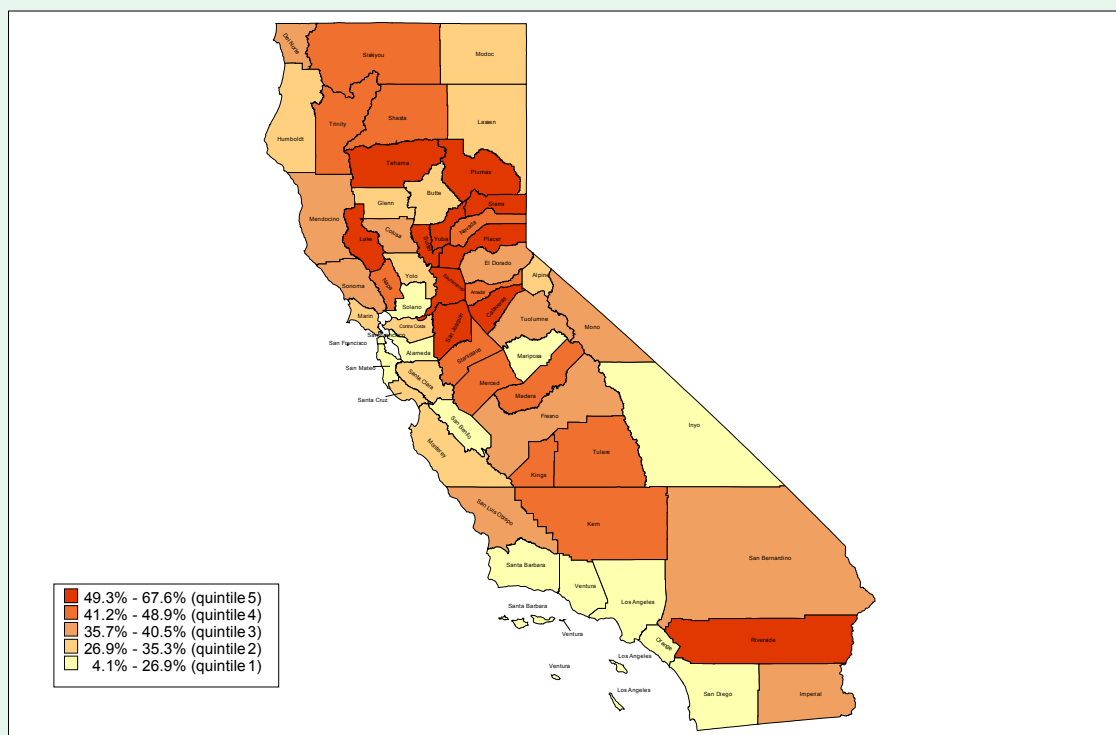 Del Norte
Siskiyou
Modoc
Trinity
Shasta
Lassen
Humboldt
Tehama
Plumas
Butte
Glenn
Sierra
Mendocino
Colusa
Lake
Sutter
Yuba
Nevada
Placer
El Dorado
Yolo
Alpine
Sonoma
Napa
Sacramento
Amador
Solano
Calaveras
Marin
Contra Costa
San Joaquin
Tuolumne
Mono
San Francisco
Alameda
Stanislaus
Mariposa
San Mateo
Santa Clara
Merced
Madera
Santa Cruz
Fresno
San Benito
Inyo
Monterey
Tulare
Kings
San Luis Obispo
Kern
San Bernardino
Santa Barbara
Ventura
Los Angeles
Santa Barbara
Ventura
Orange
Riverside
Los Angeles
Ventura
Los Angeles
San Diego
Imperial
49.3% - 67.6% (quintile 5)
41.2% - 48.9% (quintile 4)
35.7% - 40.5% (quintile 3)
26.9% - 35.3% (quintile 2)
4.1% - 26.9% (quintile 1)